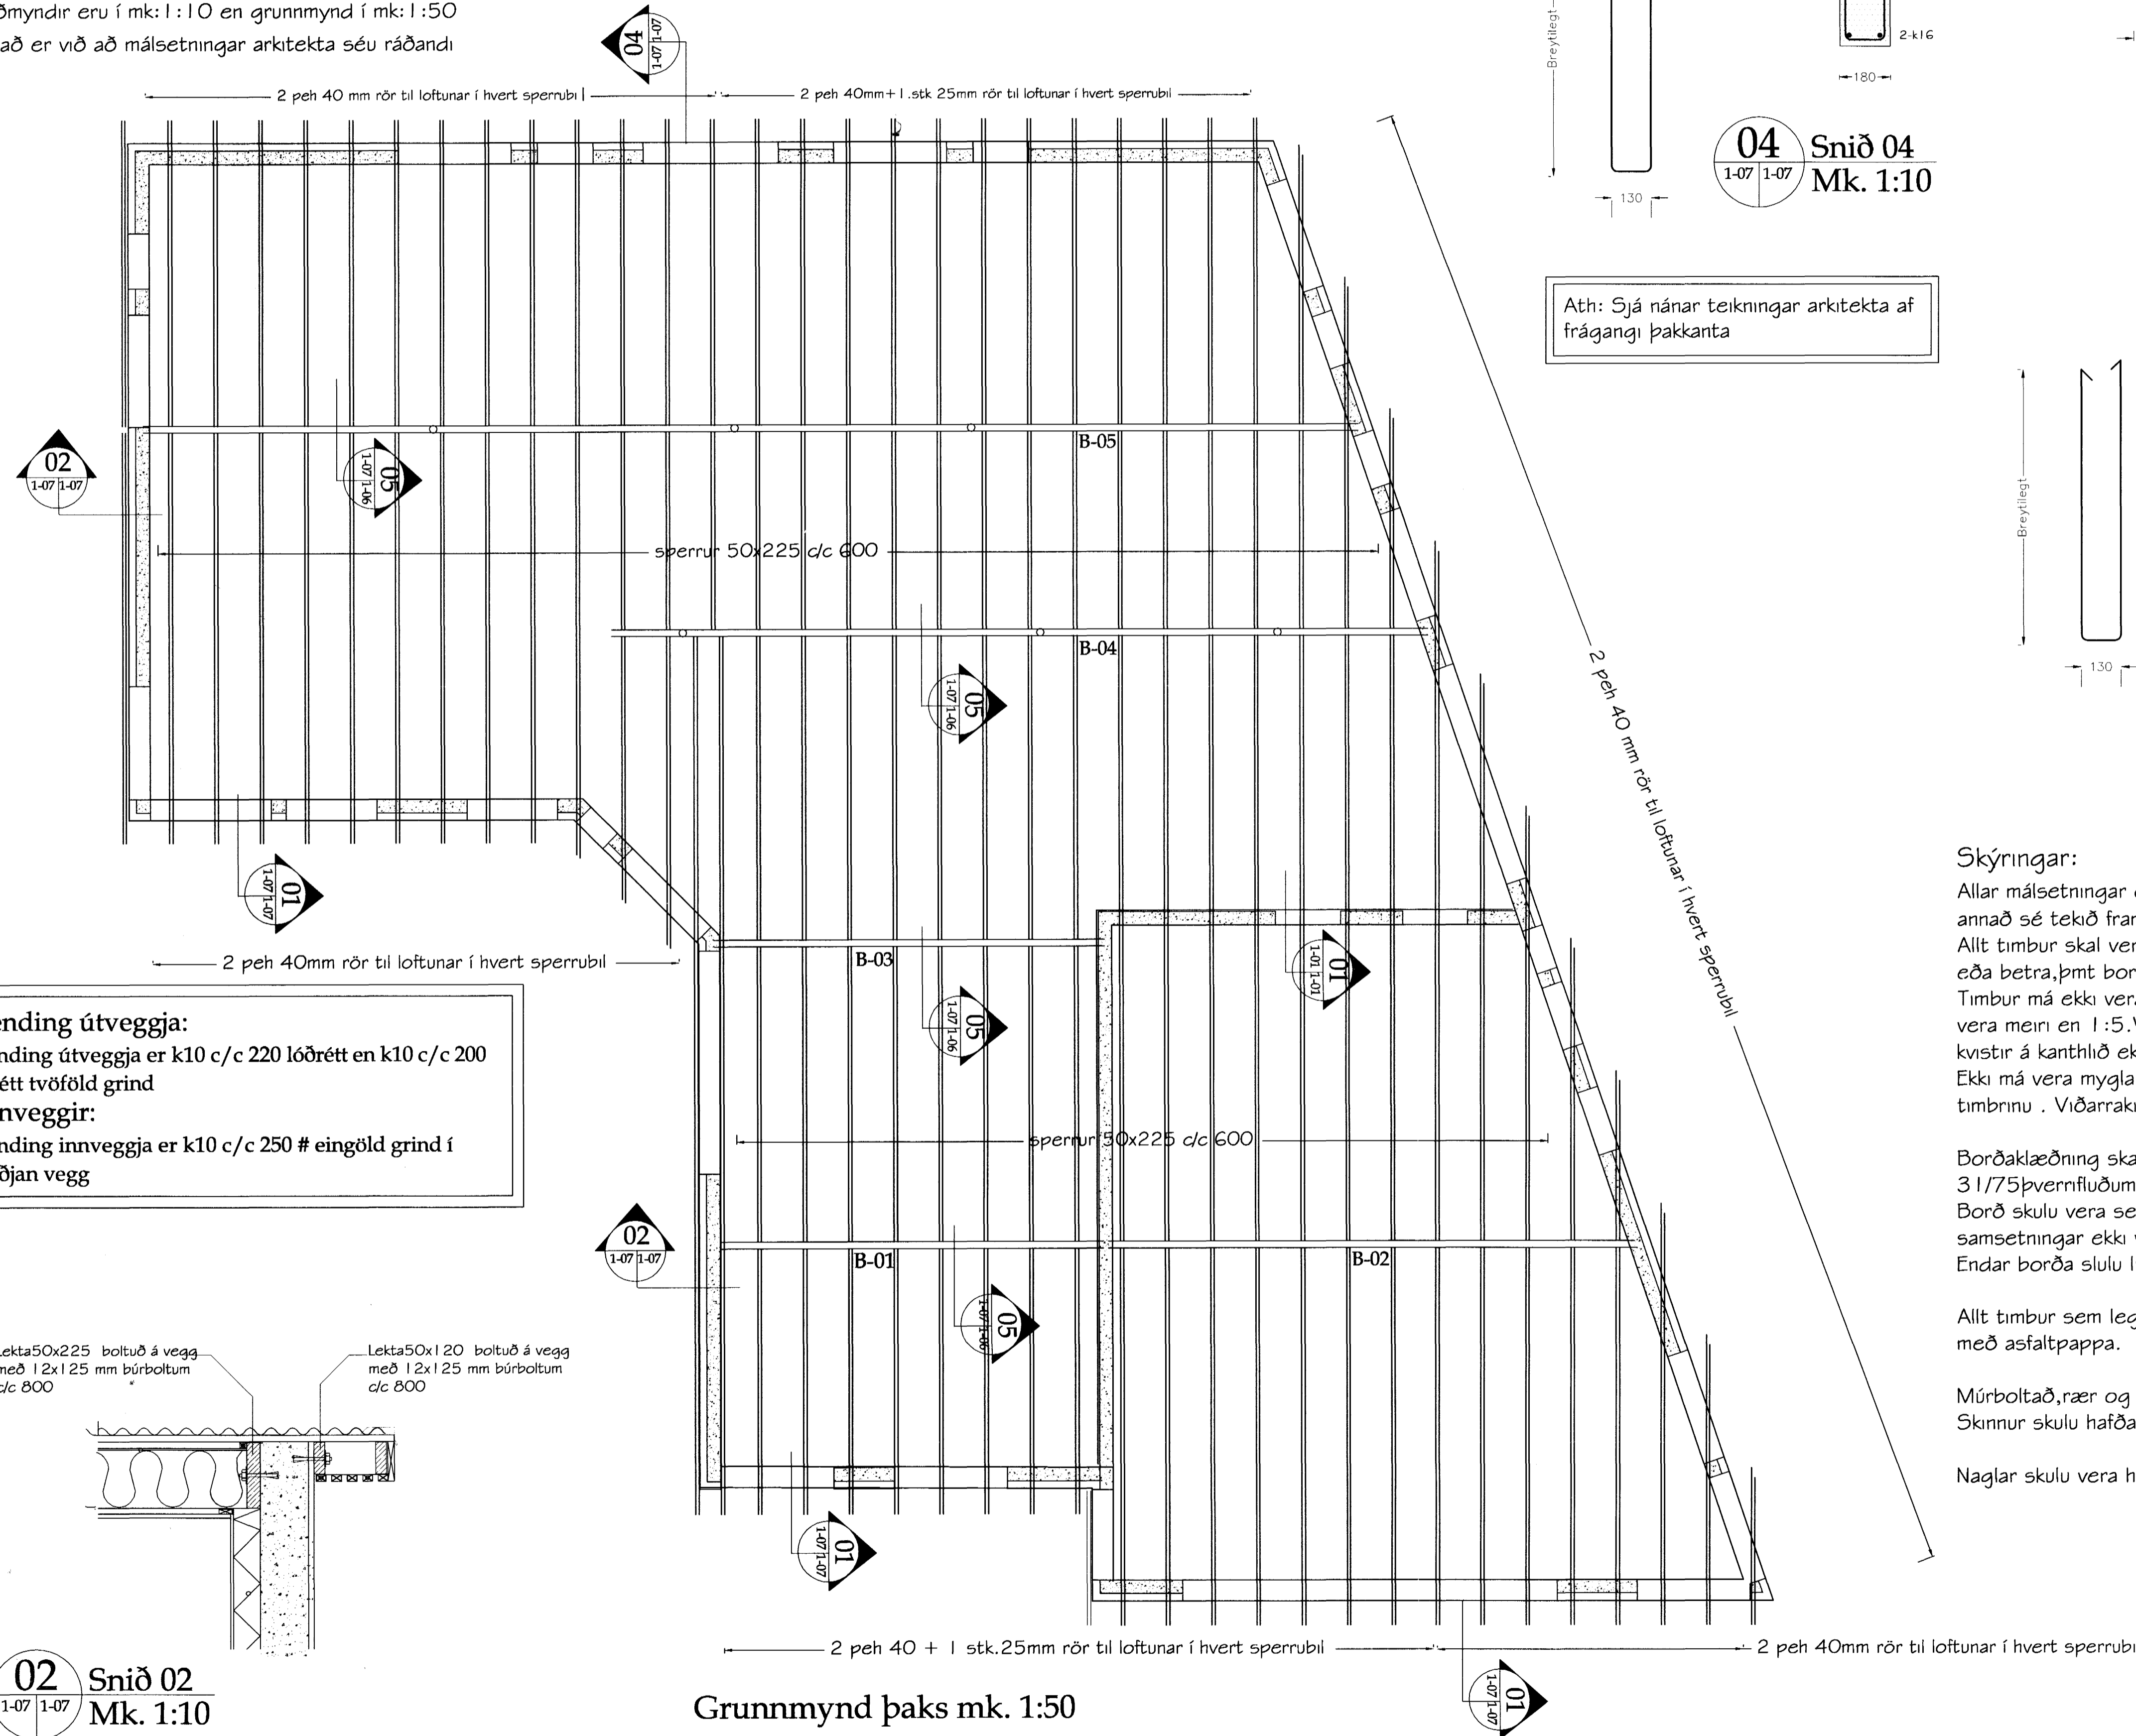 ðmyndir eru í mk:1:10 en grunnmynd í mk:1:50
að er við að málsetningar arkitekta séu ráðandi
04
1-07 1-07
2 peh 40 mm rör til loftunar í hvert sperrubil
2 peh 40mm+1.stk 25mm rör til loftunar í hvert sperrubil
Breytilegt
130
2-k16
180
04
1-07 1-07
Snið 04
Mk. 1:10
Ath: Sjá nánar teikningar arkitekta af
frágangi þakkanta
Breytilegt
130
02
1-07 1-07
05
1-07 1-06
B-05
sperrur 50x225 c/c 600
B-04
05
1-07 1-06
2 peh 40 mm rör til loftunar í hvert sperrubil
01
1-07 1-07
2 peh 40mm rör til loftunar í hvert sperrubil
B-03
01
1-01 1-01
05
1-07 1-06
ending útveggja:
nding útveggja er k10 c/c 220 lóðrétt en k10 c/c 200
étt tvöföld grind
nveggir:
nding innveggja er k10 c/c 250 # eingöld grind í
ðjan vegg
sperrur 50x225 c/c 600
02
1-07 1-07
B-01
B-02
05
1-07 1-06
Lekta50x225 boltuð á vegg
með 12x125 mm búrboltum
c/c 800
Lekta50x120 boltuð á vegg
með 12x125 mm búrboltum
c/c 800
01
1-07 1-07
2 peh 40 + 1 stk.25mm rör til loftunar í hvert sperrubil
2 peh 40mm rör til loftunar í hvert sperrubi
01
1-07 1-07
02
1-07 1-07
Snið 02
Mk. 1:10
Grunnmynd þaks mk. 1:50
Skýringar:
Allar málsetningar
annað sé tekið fram
Allt timbur skal ver
eða betra,þmt bor
Timbur má ekki vera
vera meiri en 1:5.V
kvistir á kanthlið ek
Ekki má vera mygla
timbrinu . Viðarraki
Borðaklæðning ska
31/75þverrifluðum
Borð skulu vera se
samsetningar ekki v
Endar borða slulu l
Allt timbur sem leg
með asfaltpappa.
Múrboltað,rær og
Skinnur skulu hafða
Naglar skulu vera h